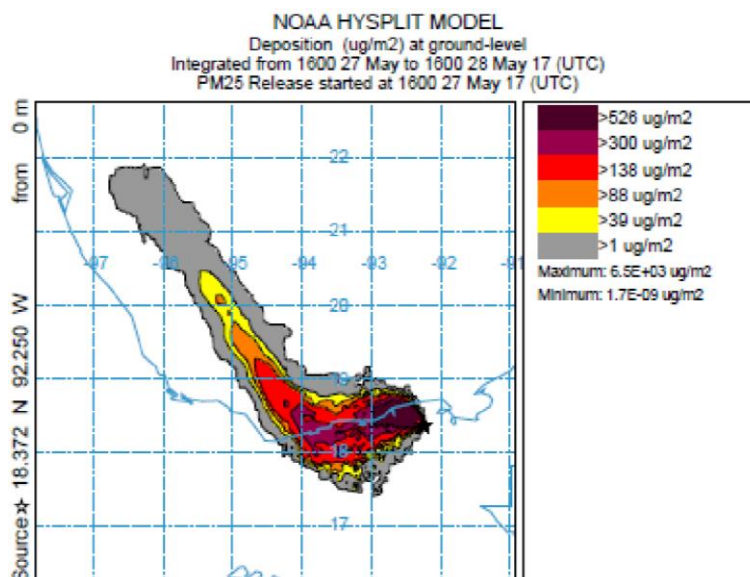 NOAA HYSPLIT MODEL
Deposition (ug/m2) at ground-level
Integrated from 1600 27 May to 1600 28 May 17 (UTC)
PM25 Release started at 1600 27 May 17 (UTC)
Source ☆ 18.372 N 92.250 W from 0 m
22
21
-97 -96 -95 -94 -93 -92 -91
20
19
18
17
>526 ug/m2
>300 ug/m2
>138 ug/m2
>88 ug/m2
>39 ug/m2
>1 ug/m2
Maximum: 6.5E+03 ug/m2
Minimum: 1.7E-09 ug/m2